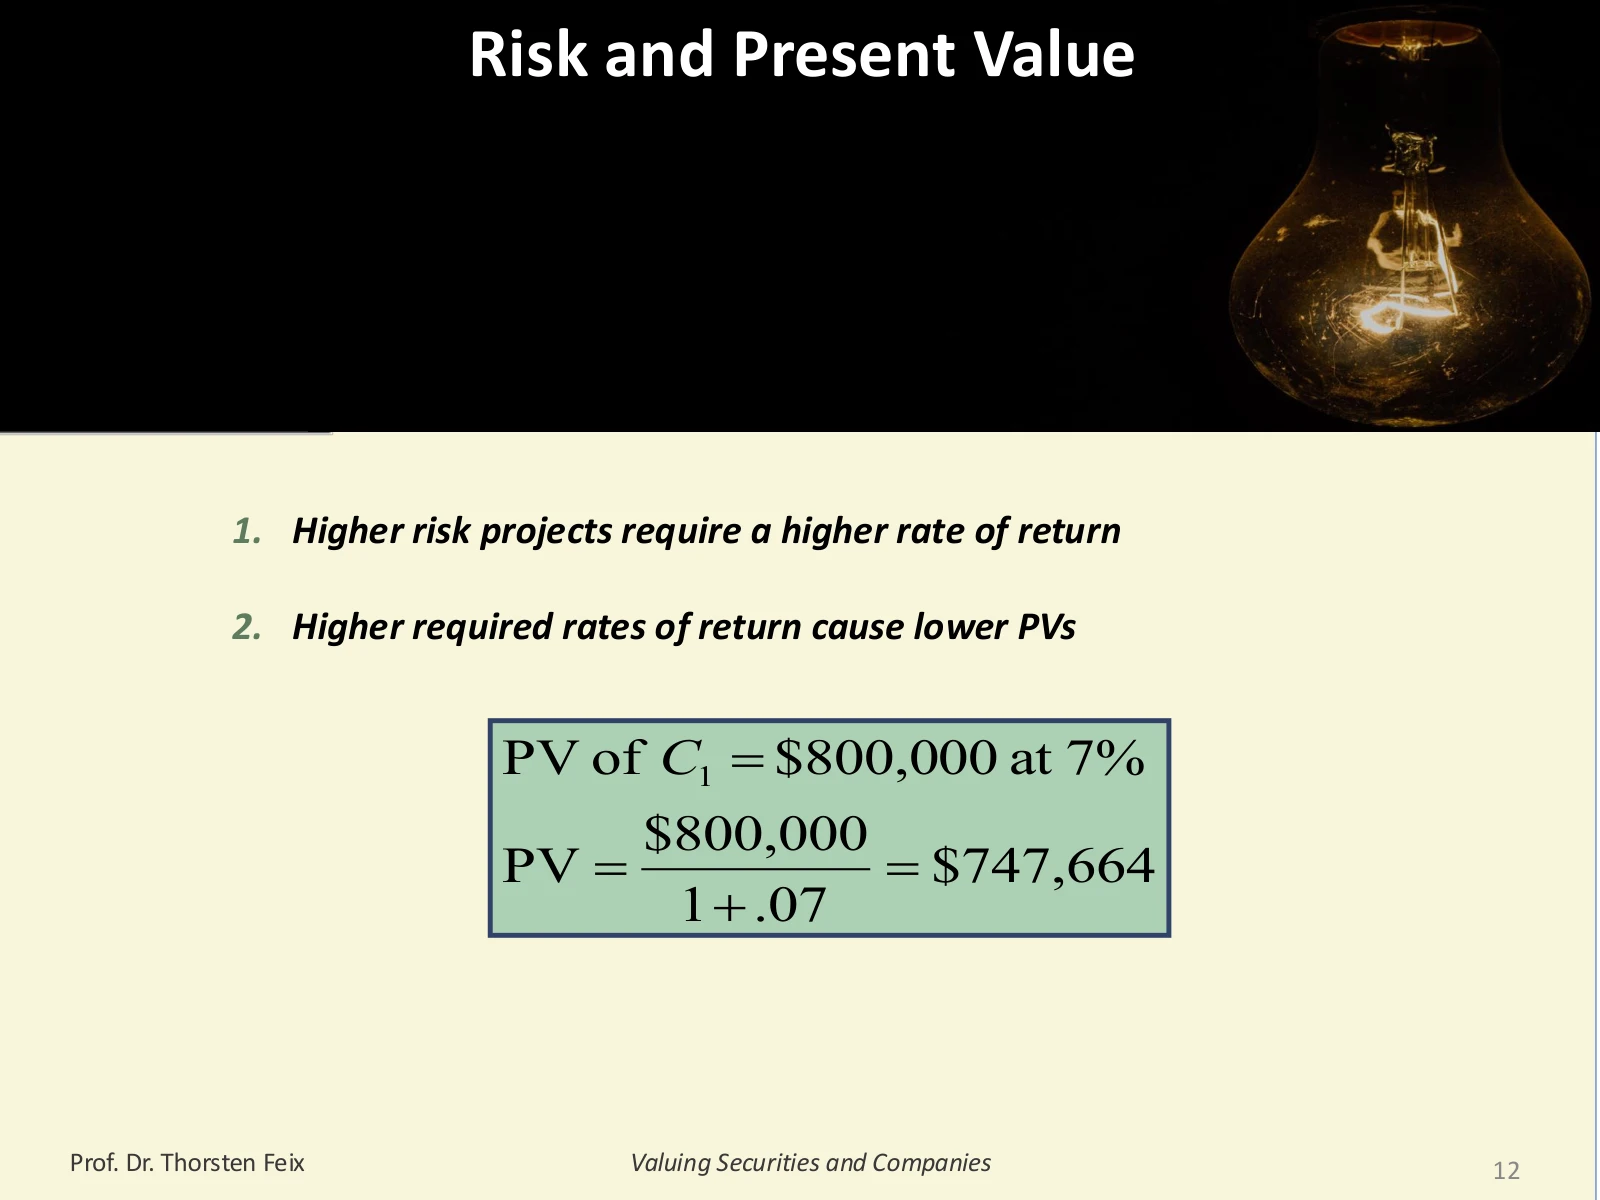 Risk and Present Value
1. Higher risk projects require a higher rate of return
2. Higher required rates of return cause lower PVs
PV of C₁ = $800,000 at 7%
PV = $800,000 / 1 + .07 = $747,664
Prof. Dr. Thorsten Feix
Valuing Securities and Companies
12